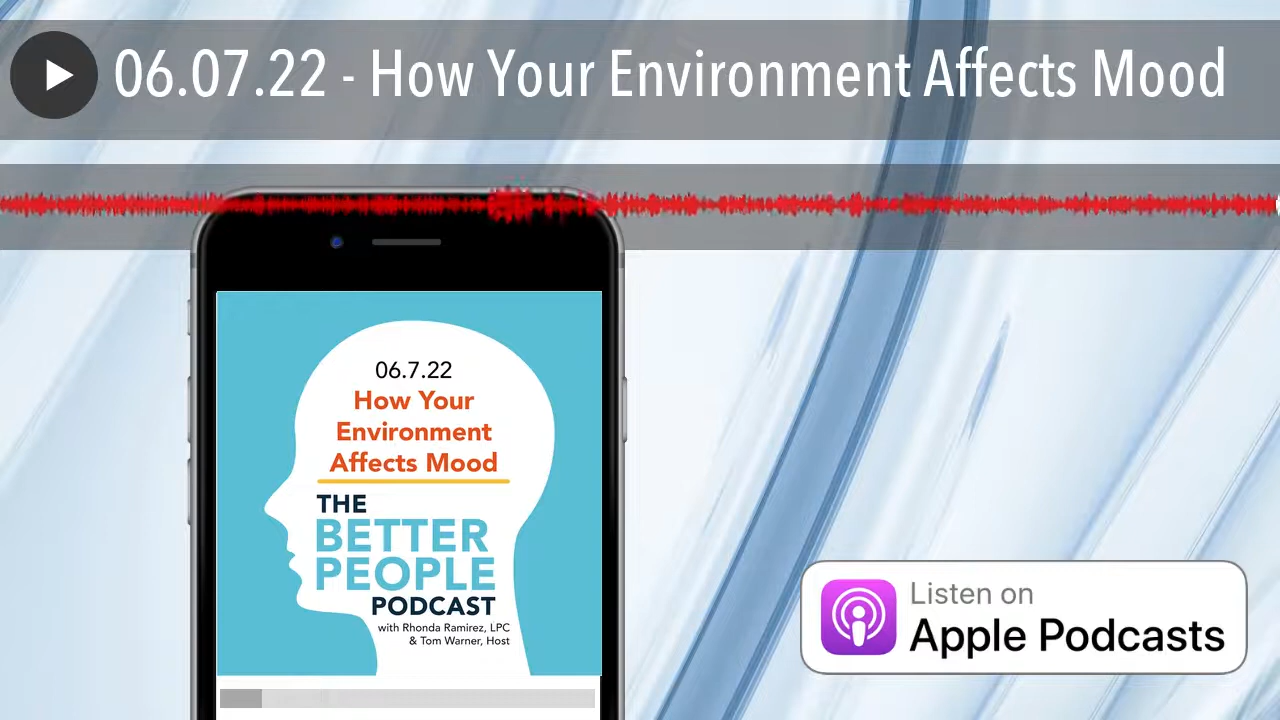 06.07.22 - How Your Environment Affects Mood
06.7.22
How Your
Environment
Affects Mood
THE
BETTER
PEOPLE
PODCAST
with Rhonda Ramirez, LPC
& Tom Warner, Host
Listen on
Apple Podcasts